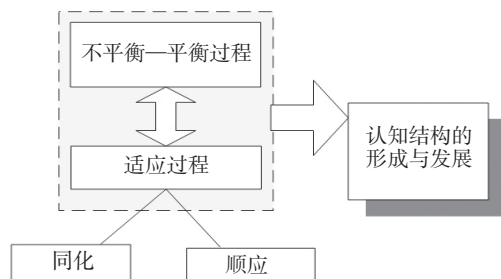 不平衡—平衡过程
适应过程
认知结构的
形成与发展
同化
顺应